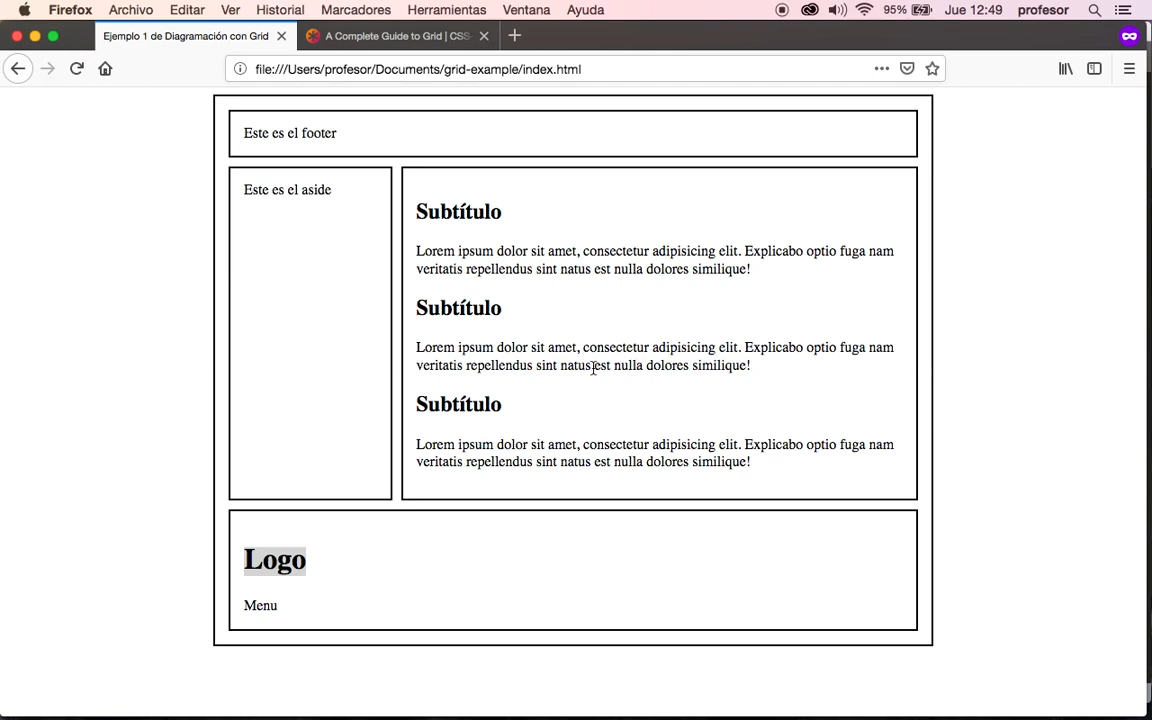 Firefox Archivo Editar Ver Historial Marcadores Herramientas Ventana Ayuda 95% Jue 12:49 profesor
Ejemplo 1 de Diagramación con Grid A Complete Guide to Grid | CSS-
file:///Users/profesor/Documents/grid-example/index.html
Este es el footer
Este es el aside
Subtítulo
Lorem ipsum dolor sit amet, consectetur adipisicing elit. Explicabo optio fuga nam
veritatis repellendus sint natus est nulla dolores similique!
Subtítulo
Lorem ipsum dolor sit amet, consectetur adipisicing elit. Explicabo optio fuga nam
veritatis repellendus sint natus est nulla dolores similique!
Subtítulo
Lorem ipsum dolor sit amet, consectetur adipisicing elit. Explicabo optio fuga nam
veritatis repellendus sint natus est nulla dolores similique!
Logo
Menu